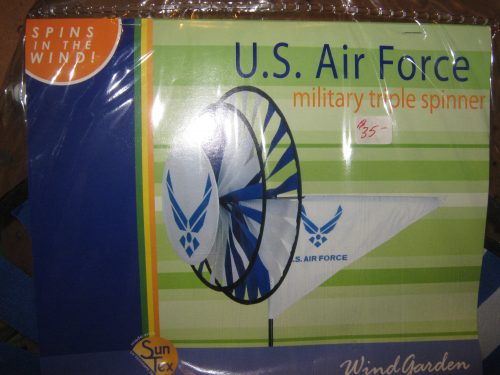 SPINS
IN THE
WIND!
U.S. Air Force
military triple spinner
$35-
U.S. AIR FORCE
Sun
Tex
WindGarden